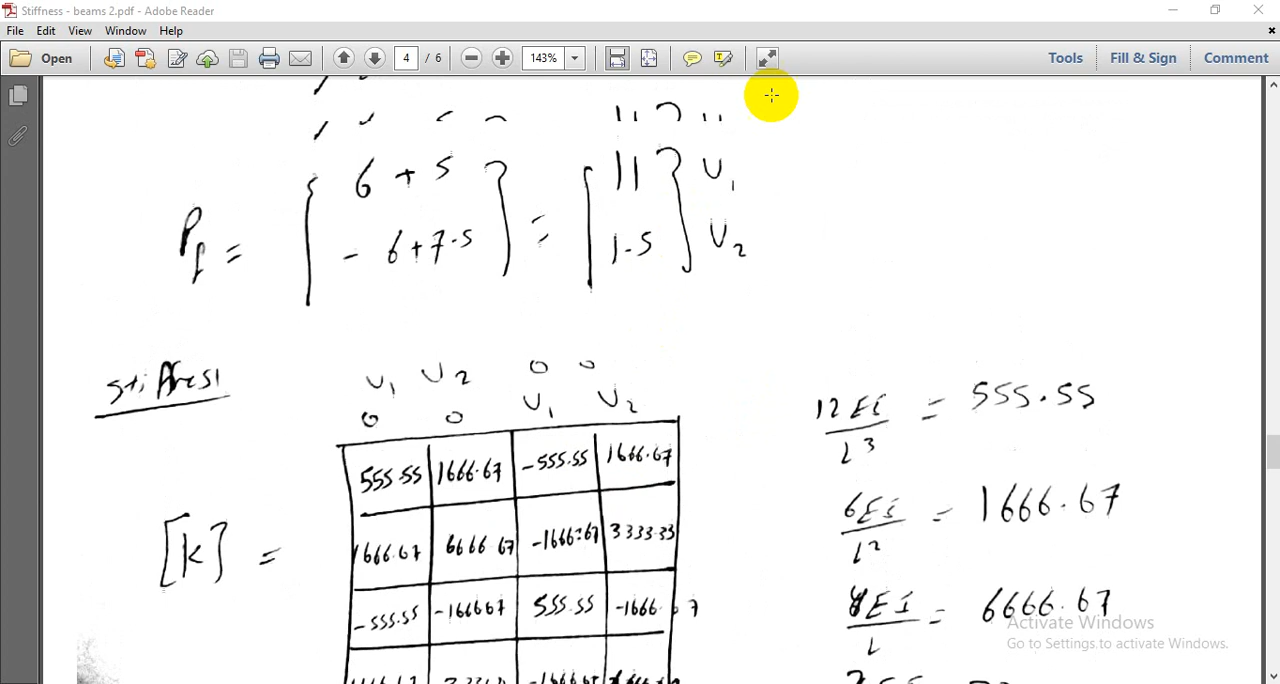 Stiffness - beams 2.pdf - Adobe Reader
File Edit View Window Help
Open 4 / 6 143% Tools Fill & Sign Comment
6 + 5 11 U1
Pf = =
- 6+7.5 1.5 U2
U1 U2 0 0
0 0 U1 U2
12EI/L3 = 555.55
555.55 1666.67 -555.55 1666.67
6EI/L2 = 1666.67
[K] = 1666.67 6666.67 -1666.67 3333.33
-555.55 -1666.67 555.55 -1666.67
EI/L = 6666.67
Activate Windows
Go to Settings to activate Windows.